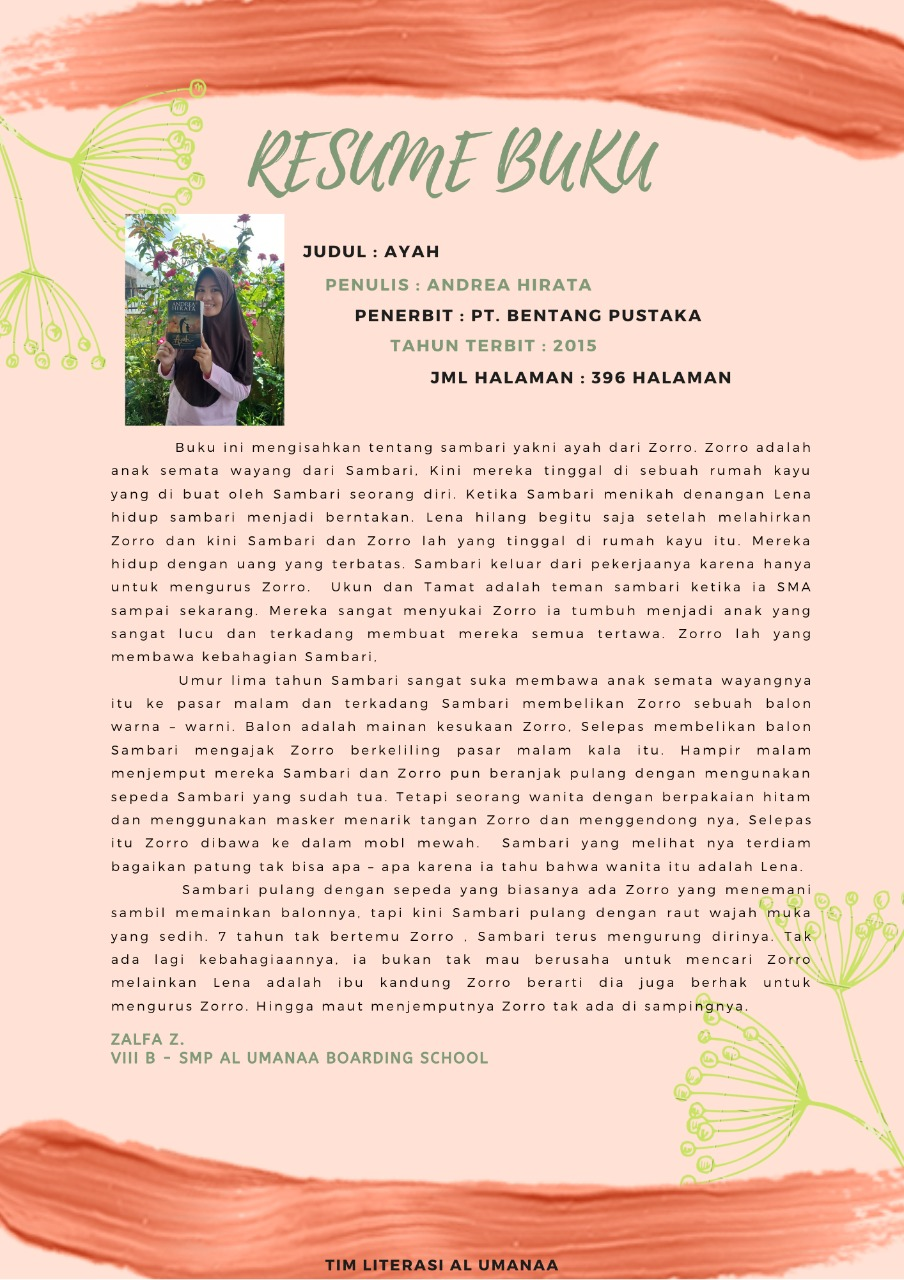 RESUME BUKU
ANDREA HIRATA
Ayah
JUDUL : AYAH
PENULIS : ANDREA HIRATA
PENERBIT : PT. BENTANG PUSTAKA
TAHUN TERBIT : 2015
JML HALAMAN : 396 HALAMAN
Buku ini mengisahkan tentang sambari yakni ayah dari Zorro. Zorro adalah
anak semata wayang dari Sambari, Kini mereka tinggal di sebuah rumah kayu
yang di buat oleh Sambari seorang diri. Ketika Sambari menikah denangan Lena
hidup sambari menjadi berntakan. Lena hilang begitu saja setelah melahirkan
Zorro dan kini Sambari dan Zorro lah yang tinggal di rumah kayu itu. Mereka
hidup dengan uang yang terbatas. Sambari keluar dari pekerjaanya karena hanya
untuk mengurus Zorro. Ukun dan Tamat adalah teman sambari ketika ia SMA
sampai sekarang. Mereka sangat menyukai Zorro ia tumbuh menjadi anak yang
sangat lucu dan terkadang membuat mereka semua tertawa. Zorro lah yang
membawa kebahagian Sambari,
Umur lima tahun Sambari sangat suka membawa anak semata wayangnya
itu ke pasar malam dan terkadang Sambari membelikan Zorro sebuah balon
warna – warni. Balon adalah mainan kesukaan Zorro, Selepas membelikan balon
Sambari mengajak Zorro berkeliling pasar malam kala itu. Hampir malam
menjemput mereka Sambari dan Zorro pun beranjak pulang dengan mengunakan
sepeda Sambari yang sudah tua. Tetapi seorang wanita dengan berpakaian hitam
dan menggunakan masker menarik tangan Zorro dan menggendong nya, Selepas
itu Zorro dibawa ke dalam mobl mewah. Sambari yang melihat nya terdiam
bagaikan patung tak bisa apa – apa karena ia tahu bahwa wanita itu adalah Lena.
Sambari pulang dengan sepeda yang biasanya ada Zorro yang menemani
sambil memainkan balonnya, tapi kini Sambari pulang dengan raut wajah muka
yang sedih. 7 tahun tak bertemu Zorro , Sambari terus mengurung dirinya. Tak
ada lagi kebahagiaannya, ia bukan tak mau berusaha untuk mencari Zorro
melainkan Lena adalah ibu kandung Zorro berarti dia juga berhak untuk
mengurus Zorro. Hingga maut menjemputnya Zorro tak ada di sampingnya.
ZALFA Z.
VIII B – SMP AL UMANAA BOARDING SCHOOL
TIM LITERASI AL UMANAA